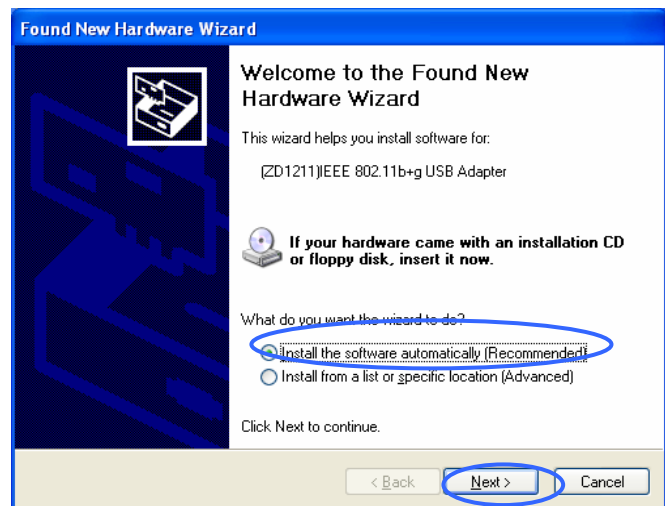 Found New Hardware Wizard
Welcome to the Found New
Hardware Wizard
This wizard helps you install software for:
(ZD1211)IEEE 802.11b+g USB Adapter
If your hardware came with an installation CD
or floppy disk, insert it now.
What do you want the wizard to do?
Install the software automatically (Recommended)
Install from a list or specific location (Advanced)
Click Next to continue.
< Back Next > Cancel